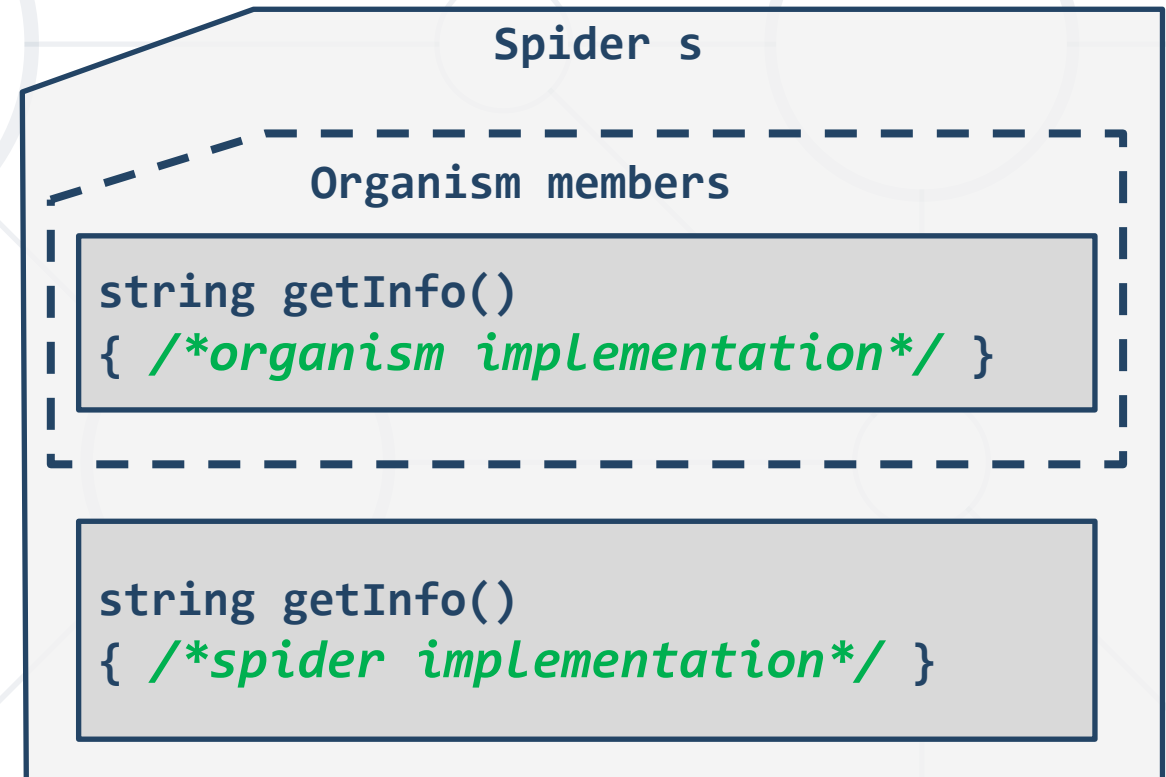 Spider s
Organism members
string getInfo()
{ /*organism implementation*/ }
string getInfo()
{ /*spider implementation*/ }